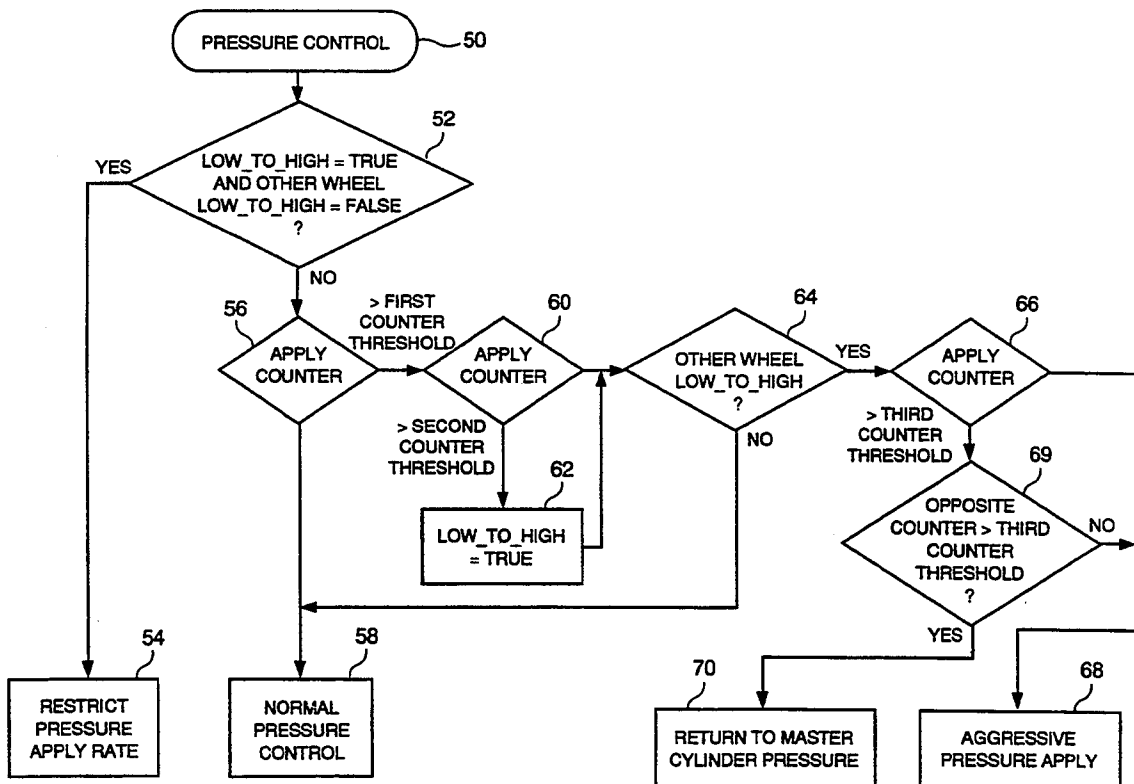 PRESSURE CONTROL
50
52
YES
LOW_TO_HIGH = TRUE
AND OTHER WHEEL
LOW_TO_HIGH = FALSE
?
NO
56
APPLY
COUNTER
> FIRST
COUNTER
THRESHOLD
60
APPLY
COUNTER
> SECOND
COUNTER
THRESHOLD
62
LOW_TO_HIGH
= TRUE
64
OTHER WHEEL
LOW_TO_HIGH
?
YES
NO
66
APPLY
COUNTER
> THIRD
COUNTER
THRESHOLD
69
OPPOSITE
COUNTER > THIRD
COUNTER
THRESHOLD
?
NO
YES
54
RESTRICT
PRESSURE
APPLY RATE
58
NORMAL
PRESSURE
CONTROL
70
RETURN TO MASTER
CYLINDER PRESSURE
68
AGGRESSIVE
PRESSURE APPLY